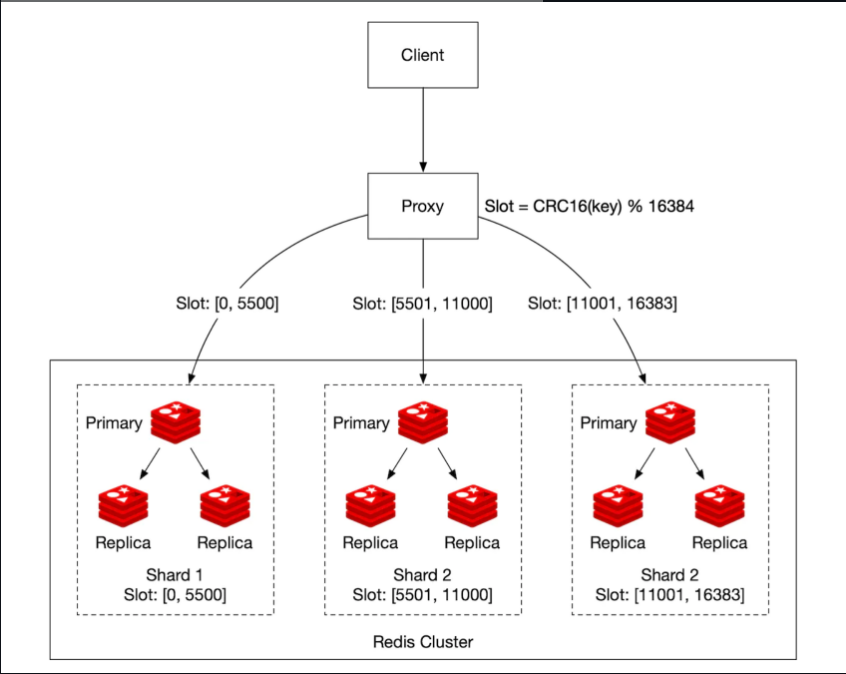 Client
Proxy
Slot = CRC16(key) % 16384
Slot: [0, 5500]
Slot: [5501, 11000]
Slot: [11001, 16383]
Primary
Primary
Primary
Replica
Replica
Replica
Replica
Replica
Replica
Shard 1
Slot: [0, 5500]
Shard 2
Slot: [5501, 11000]
Shard 2
Slot: [11001, 16383]
Redis Cluster